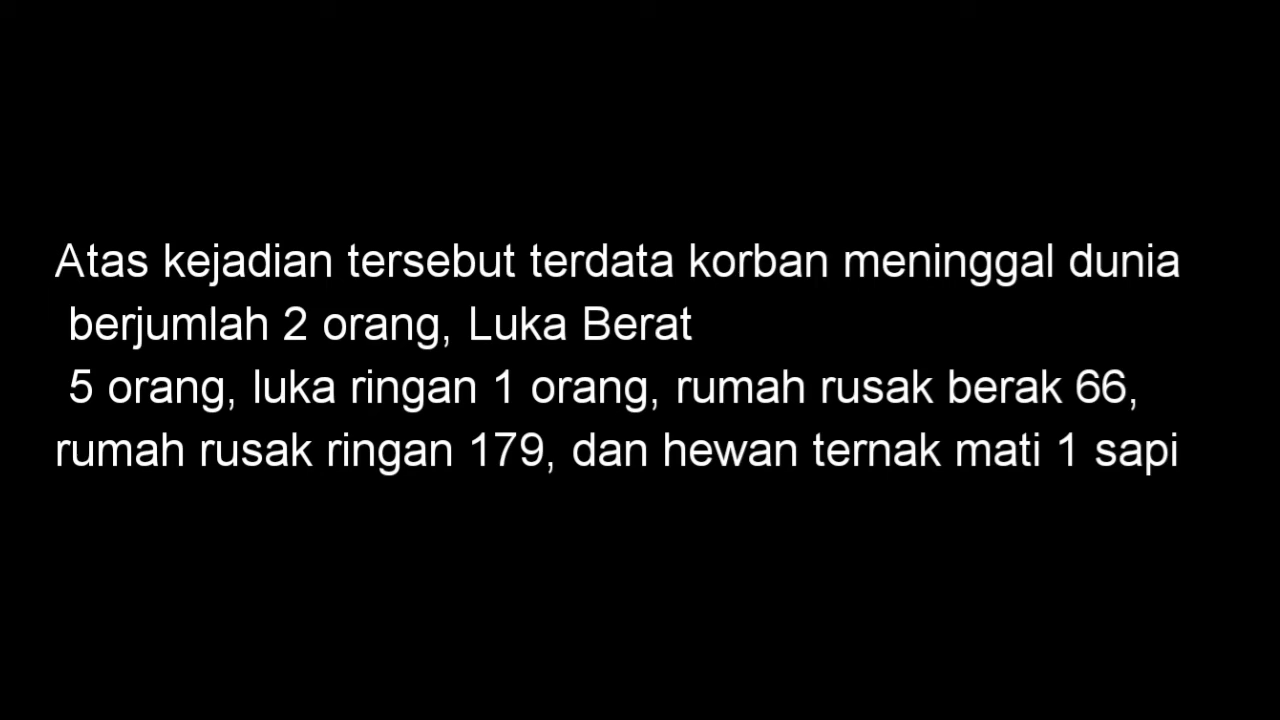 Atas kejadian tersebut terdata korban meninggal dunia
berjumlah 2 orang, Luka Berat
5 orang, luka ringan 1 orang, rumah rusak berak 66,
rumah rusak ringan 179, dan hewan ternak mati 1 sapi